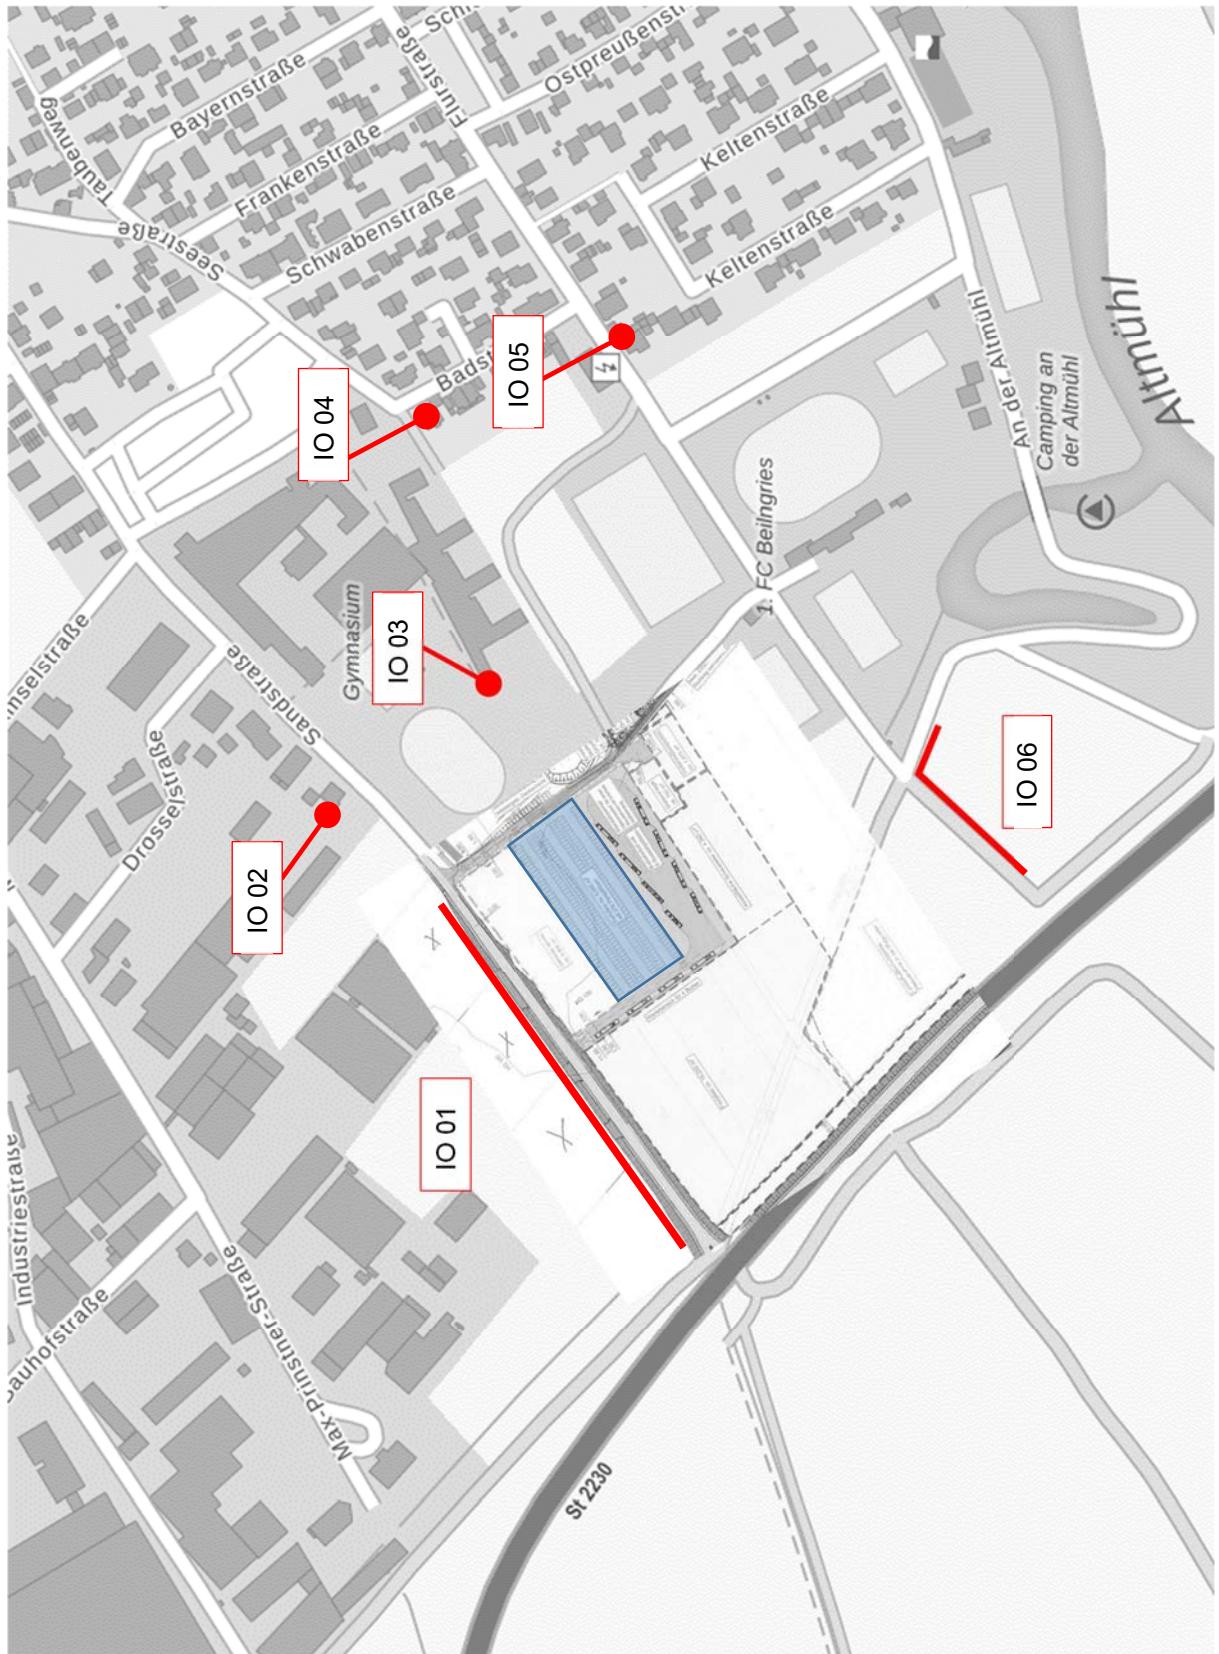 Taubenweg
Bayernstraße
Flurstraße
Ostpreußenstr
Frankenstraße
Seestraße
Schwabenstraße
Keltenstraße
Keltenstraße
Badst
An-der-Altmühl
Camping an
der Altmühl
Altmühl
IO 05
IO 04
1. FC Beilngries
Gymnasium
IO 03
mselstraße
Sandstraße
Drosselstraße
IO 02
IO 06
IO 01
Industriestraße
Bauhofstraße
Max-Prinstner-Straße
St 2230